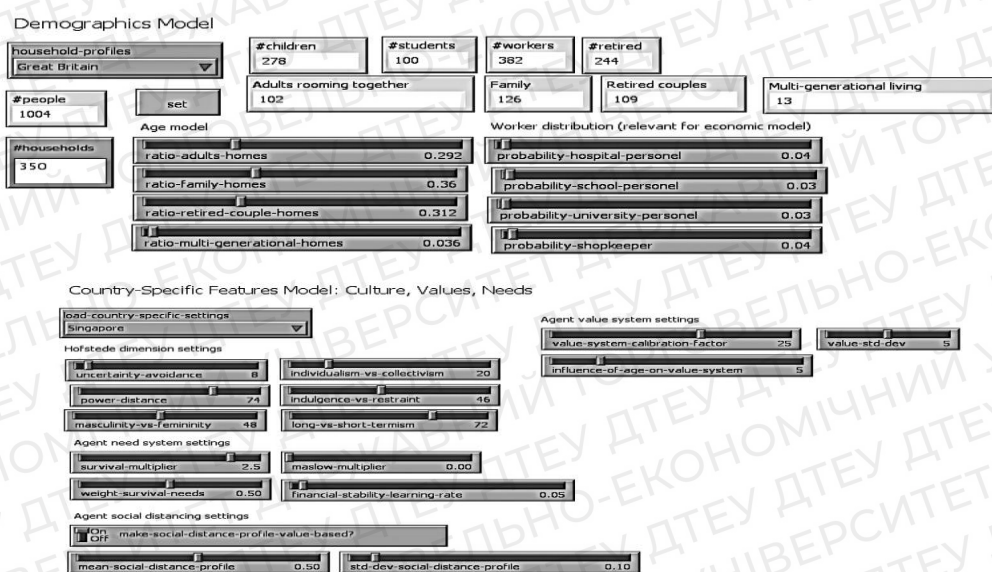 Demographics Model
household-profiles
Great Britain
#children
278
#students
100
#workers
382
#retired
244
Adults rooming together
102
Family
126
Retired couples
109
Multi-generational living
13
#people
1004
set
#households
350
Age model
ratio-adults-homes 0.292
ratio-family-homes 0.36
ratio-retired-couple-homes 0.312
ratio-multi-generational-homes 0.036
Worker distribution (relevant for economic model)
probability-hospital-personel 0.04
probability-school-personel 0.03
probability-university-personel 0.03
probability-shopkeeper 0.04
Country-Specific Features Model: Culture, Values, Needs
oad-country-specific-settings
Singapore
Hofstede dimension settings
uncertainty-avoidance 8
individualism-vs-collectivism 20
power-distance 74
indulgence-vs-restraint 46
masculinity-vs-femininity 48
long-vs-short-termism 72
Agent value system settings
value-system-calibration-factor 25
value-std-dev 5
influence-of-age-on-value-system 5
Agent need system settings
survival-multiplier 2.5
maslow-multiplier 0.00
weight-survival-needs 0.50
financial-stability-learning-rate 0.05
Agent social distancing settings
On
Off
make-social-distance-profile-value-based?
mean-social-distance-profile 0.50
std-dev-social-distance-profile 0.10